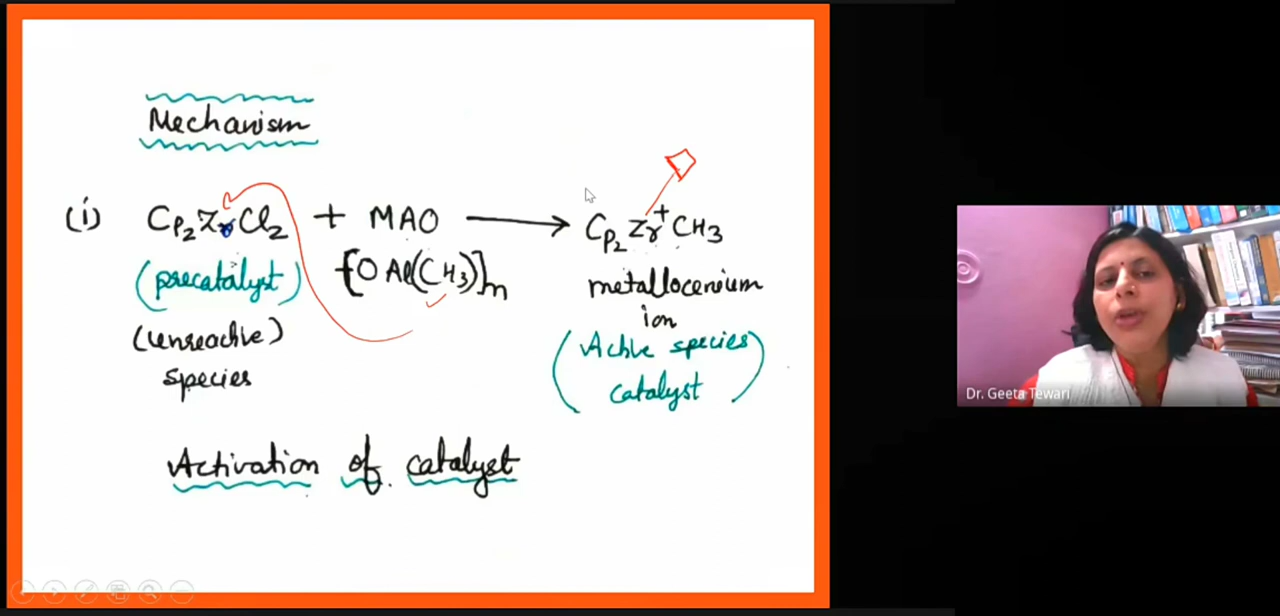 Mechanism
(i) Cp₂ZrCl₂ + MAO ⟶ Cp₂Zr⁺CH₃
(precatalyst) [OAl(CH₃)]n metallocenium
(unreactive) ion
species (Active species
catalyst)
Activation of catalyst
Dr. Geeta Tewari